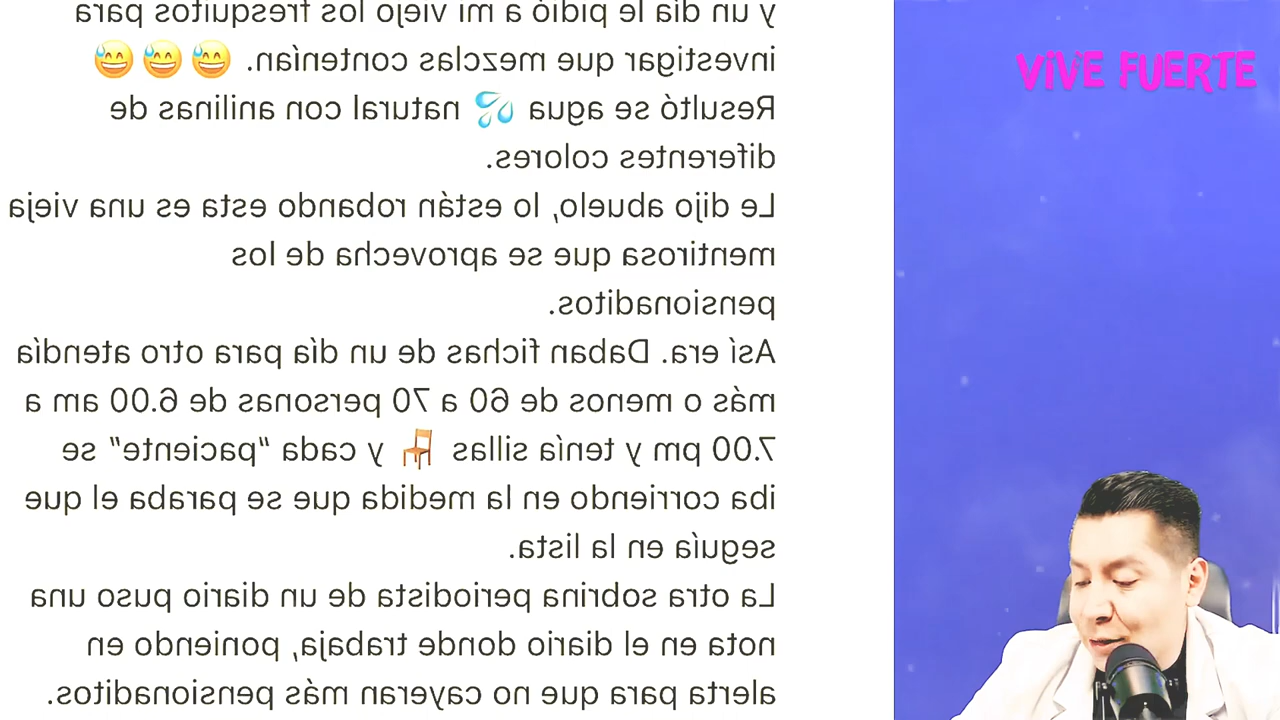 y un día le pidió a mi viejo los fresquitos para
investigar que mezclas contenían. 😅 😅 😅
Resultó se agua 💦 natural con anilinas de
diferentes colores.
Le dijo abuelo, lo están robando esta es una vieja
mentirosa que se aprovecha de los
pensionaditos.
Así era. Daban fichas de un día para otro atendía
más o menos de 60 a 70 personas de 6.00 am a
7.00 pm y tenía sillas 🪑 y cada "paciente" se
iba corriendo en la medida que se paraba el que
seguía en la lista.
La otra sobrina periodista de un diario puso una
nota en el diario donde trabaja, poniendo en
alerta para que no cayeran más pensionaditos.
VIVE FUERTE